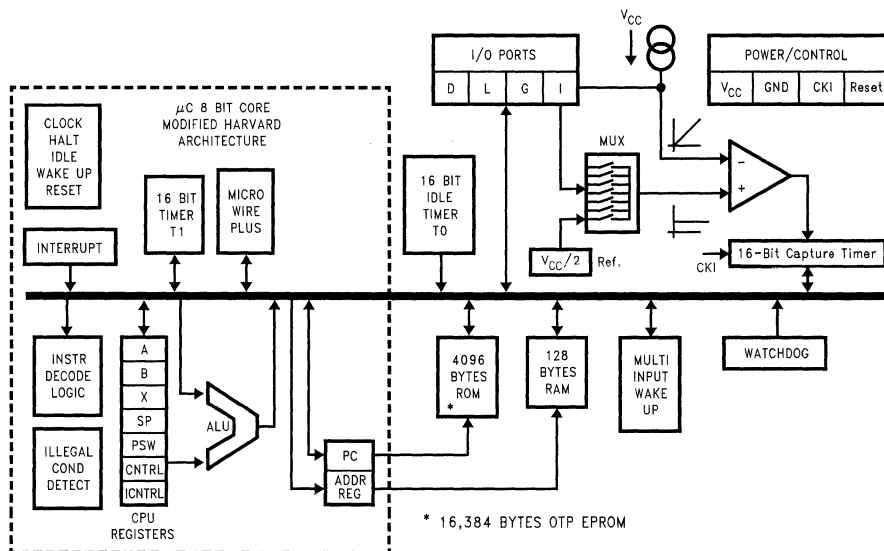 VCC
I/O PORTS
D L G I
POWER/CONTROL
VCC GND CKI Reset
µC 8 BIT CORE
MODIFIED HARVARD
ARCHITECTURE
CLOCK
HALT
IDLE
WAKE UP
RESET
16 BIT
TIMER
T1
MICRO
WIRE
PLUS
16 BIT
IDLE
TIMER
T0
MUX
-
+
INTERRUPT
VCC/2 Ref.
CKI
16-Bit Capture Timer
INSTR
DECODE
LOGIC
A
B
X
SP
PSW
CNTRL
ICNTRL
CPU
REGISTERS
ALU
4096
BYTES
ROM
*
128
BYTES
RAM
MULTI
INPUT
WAKE
UP
WATCHDOG
ILLEGAL
COND
DETECT
PC
ADDR
REG
* 16,384 BYTES OTP EPROM